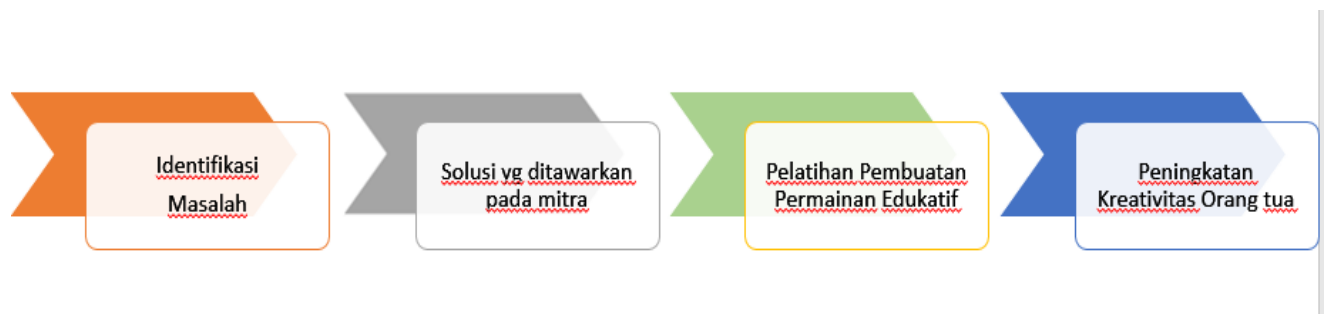 Identifikasi
Masalah
Solusi yg ditawarkan
pada mitra
Pelatihan Pembuatan
Permainan Edukatif
Peningkatan
Kreativitas Orang tua